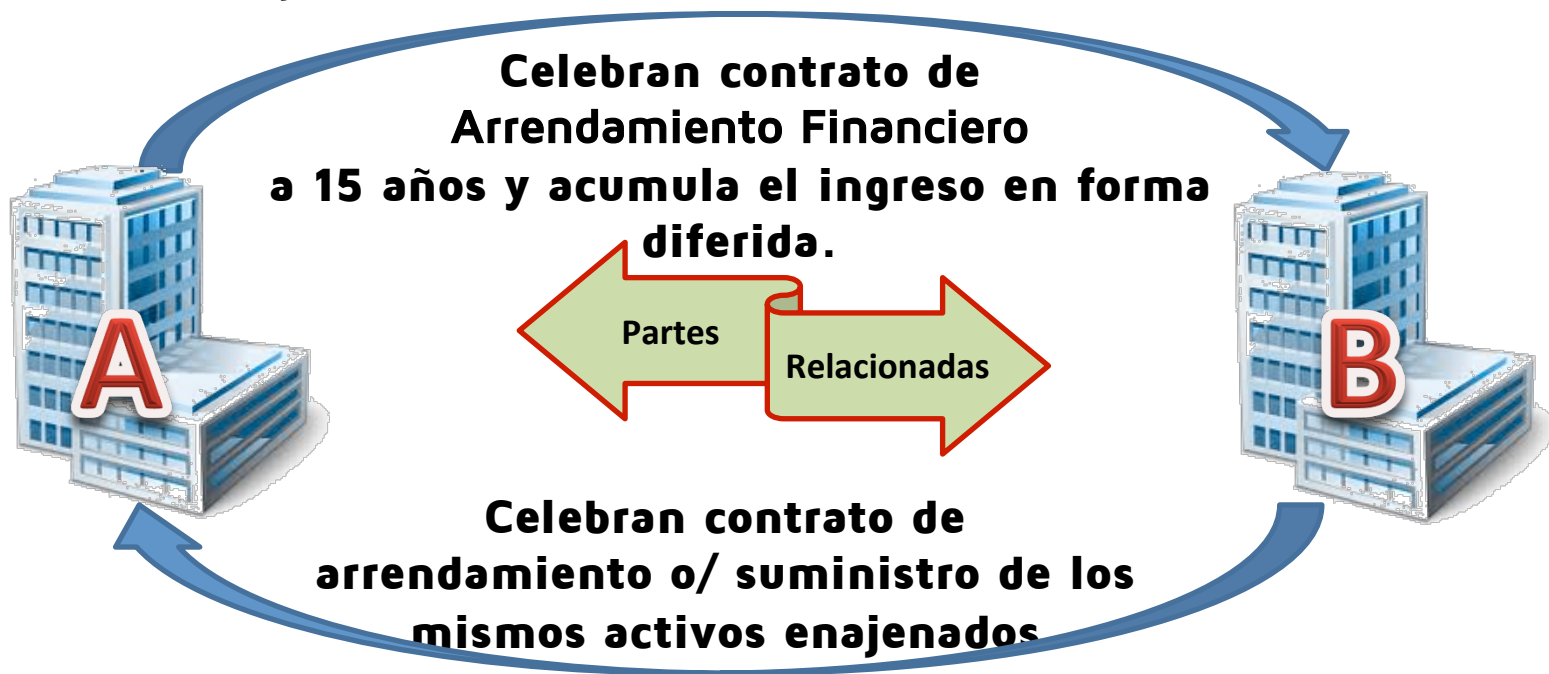 Celebran contrato de
Arrendamiento Financiero
a 15 años y acumula el ingreso en forma
diferida.
Partes
Relacionadas
A
B
Celebran contrato de
arrendamiento o/ suministro de los
mismos activos enajenados